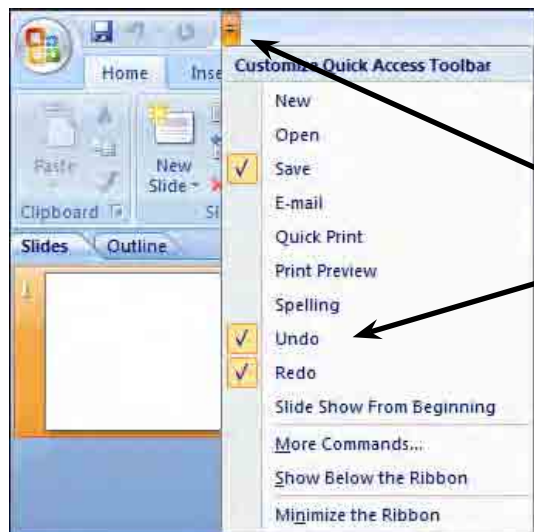 Home Inse
Customize Quick Access Toolbar
New
Open
Save
E-mail
Quick Print
Print Preview
Spelling
Undo
Redo
Slide Show From Beginning
More Commands...
Show Below the Ribbon
Minimize the Ribbon
Paste
New
Slide
Clipboard
Sl
Slides Outline
1